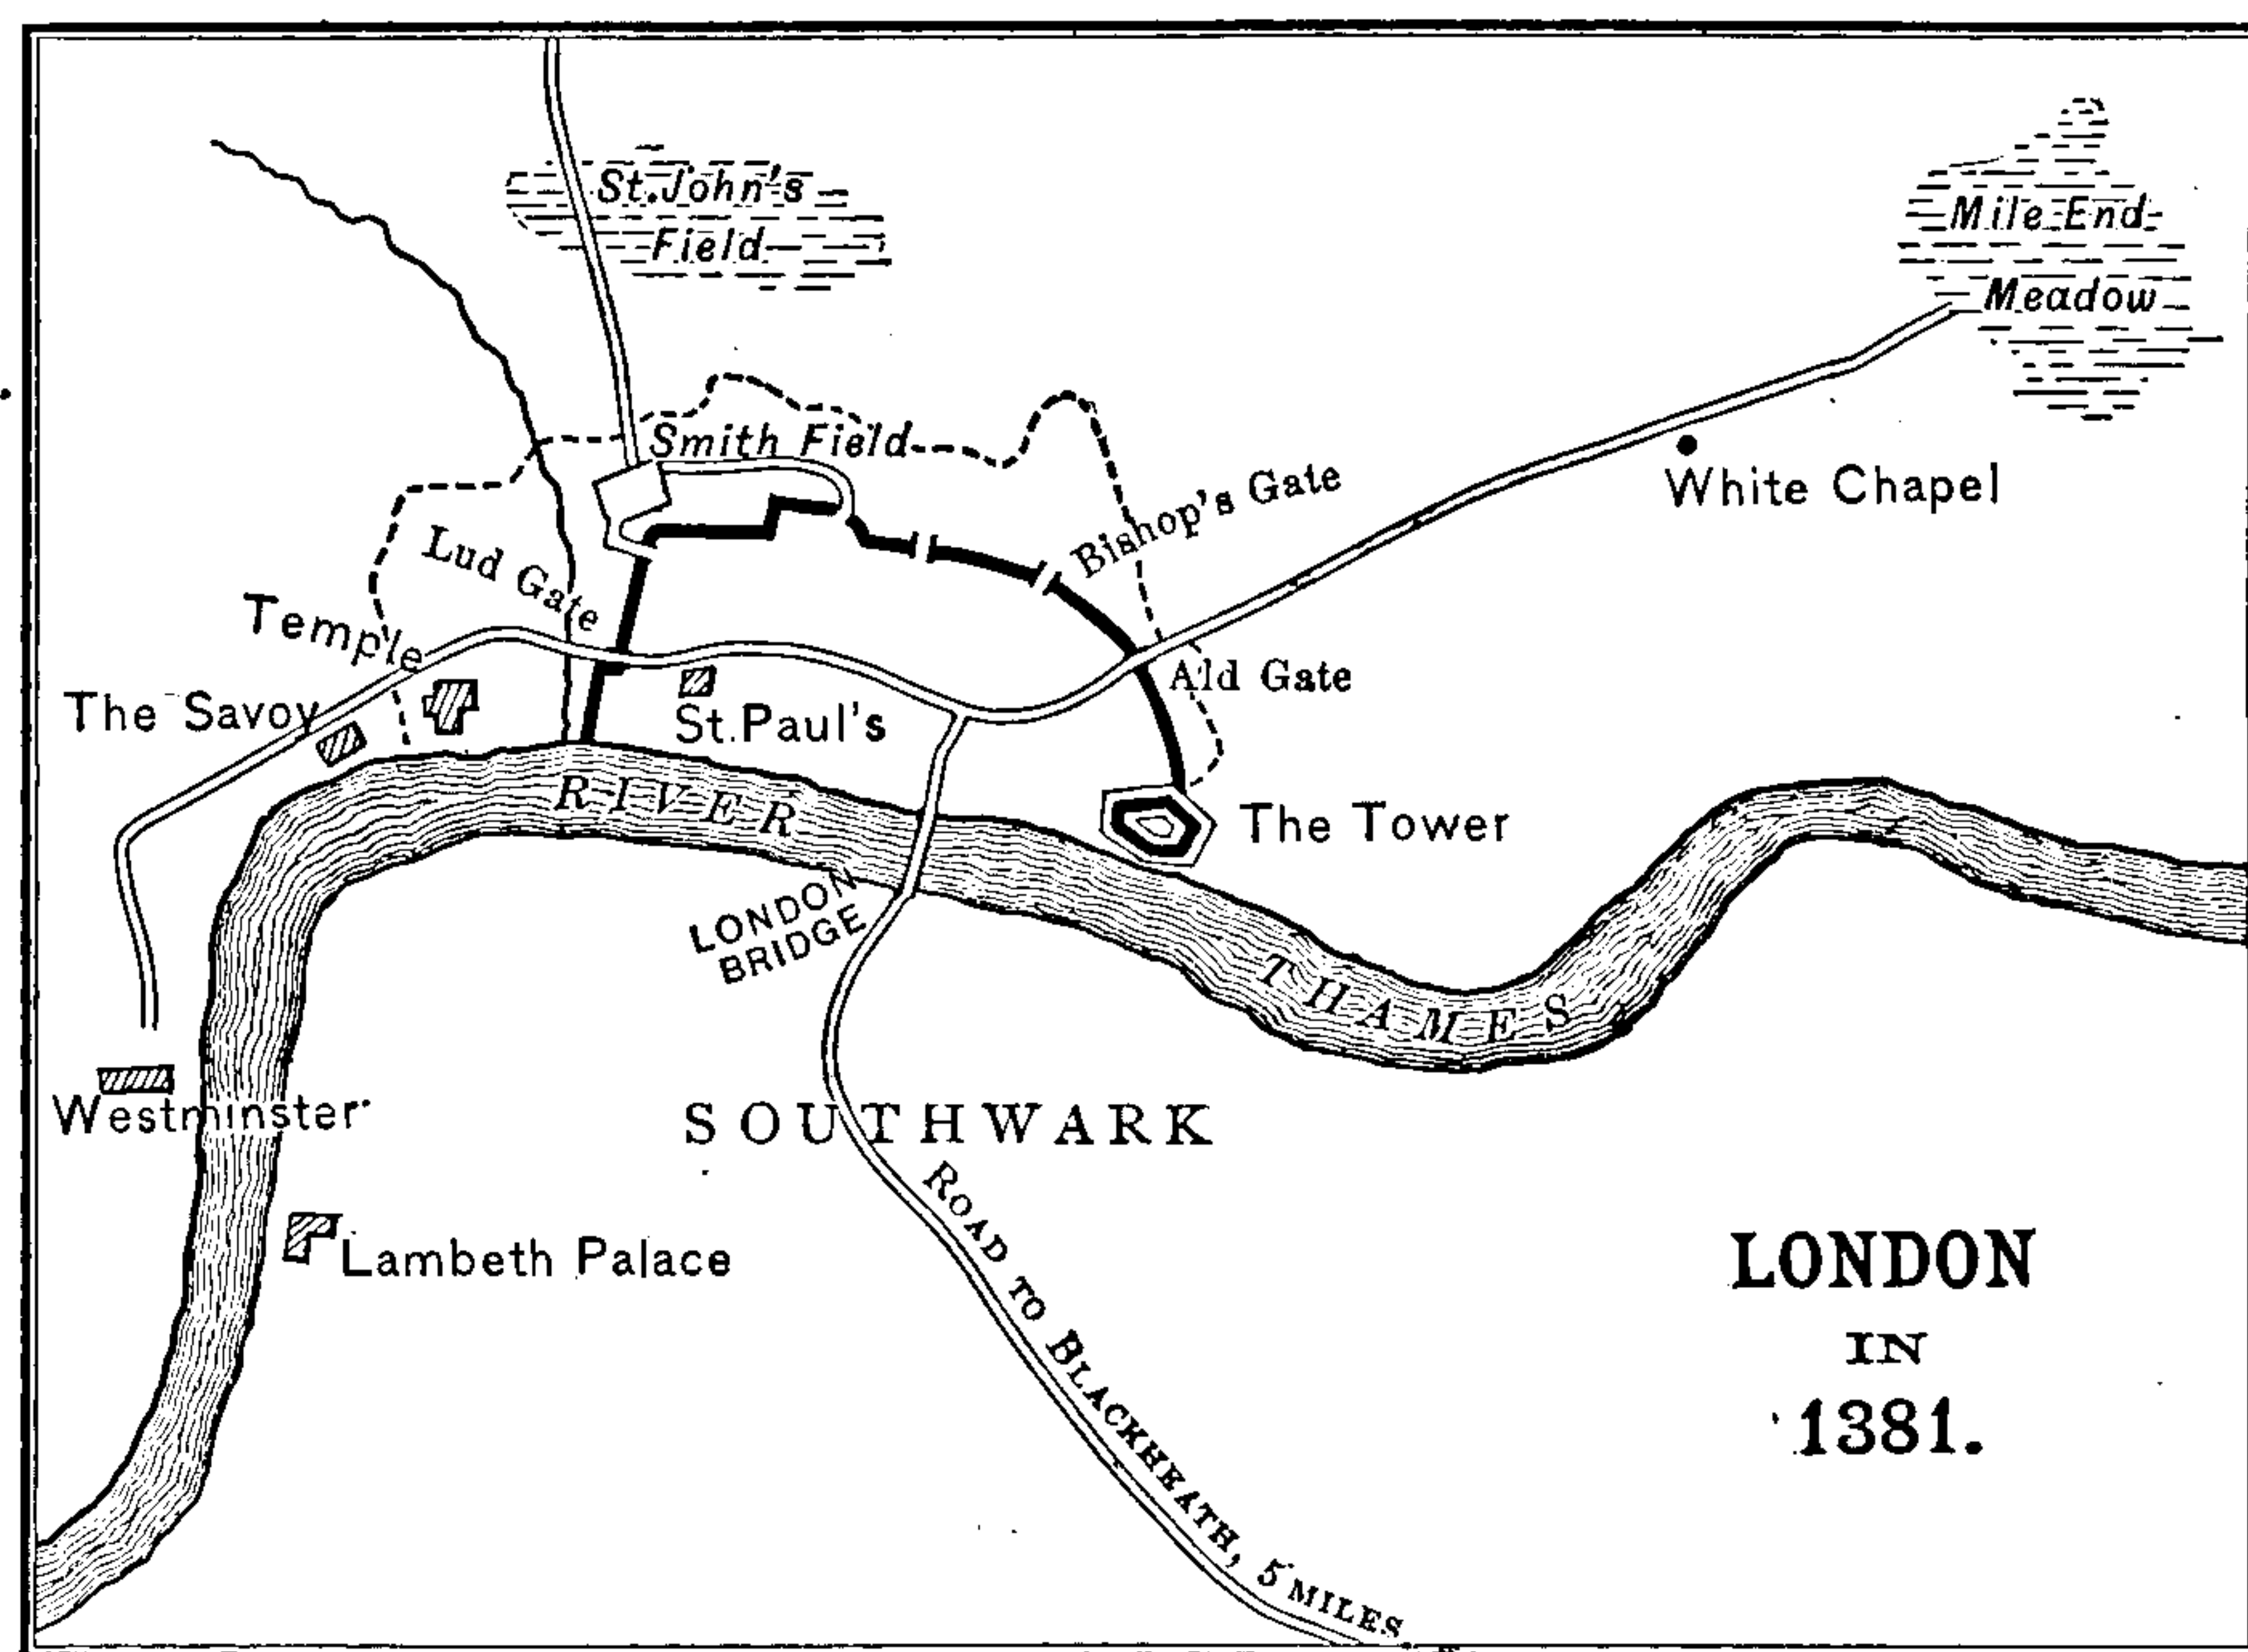 St. John's
Field
Mile End
Meadow
Smith Field
Bishop's Gate
White Chapel
Lud Gate
Temple
Ald Gate
The Savoy
St. Paul's
RIVER
The Tower
LONDON
BRIDGE
THAMES
Westminster
SOUTHWARK
ROAD TO BLACKHEATH, 5 MILES
Lambeth Palace
LONDON
IN
1381.